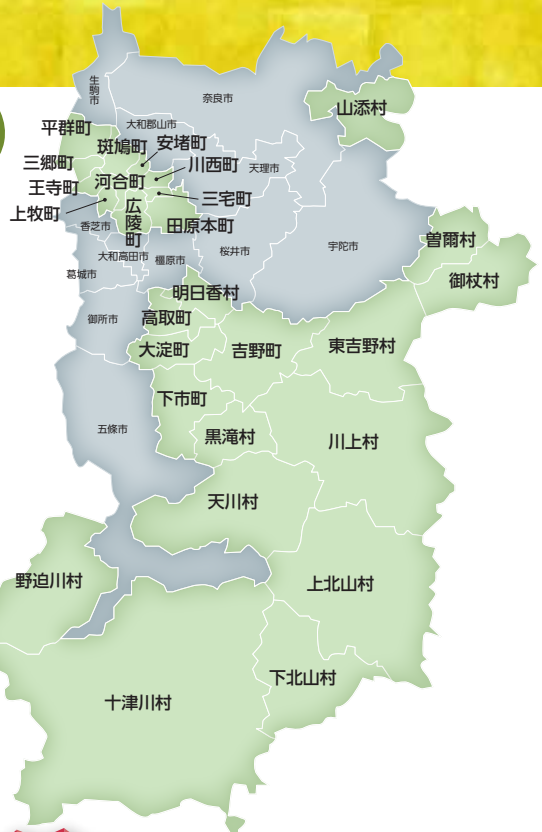 生駒市
奈良市
山添村
平群町
大和郡山市
斑鳩町
安堵町
三郷町
川西町
天理市
王寺町
河合町
三宅町
上牧町
広陵町
田原本町
香芝市
曽爾村
桜井市
宇陀市
大和高田市
橿原市
葛城市
御杖村
明日香村
高取町
御所市
大淀町
吉野町
東吉野村
下市町
五條市
黒滝村
川上村
天川村
野迫川村
上北山村
下北山村
十津川村